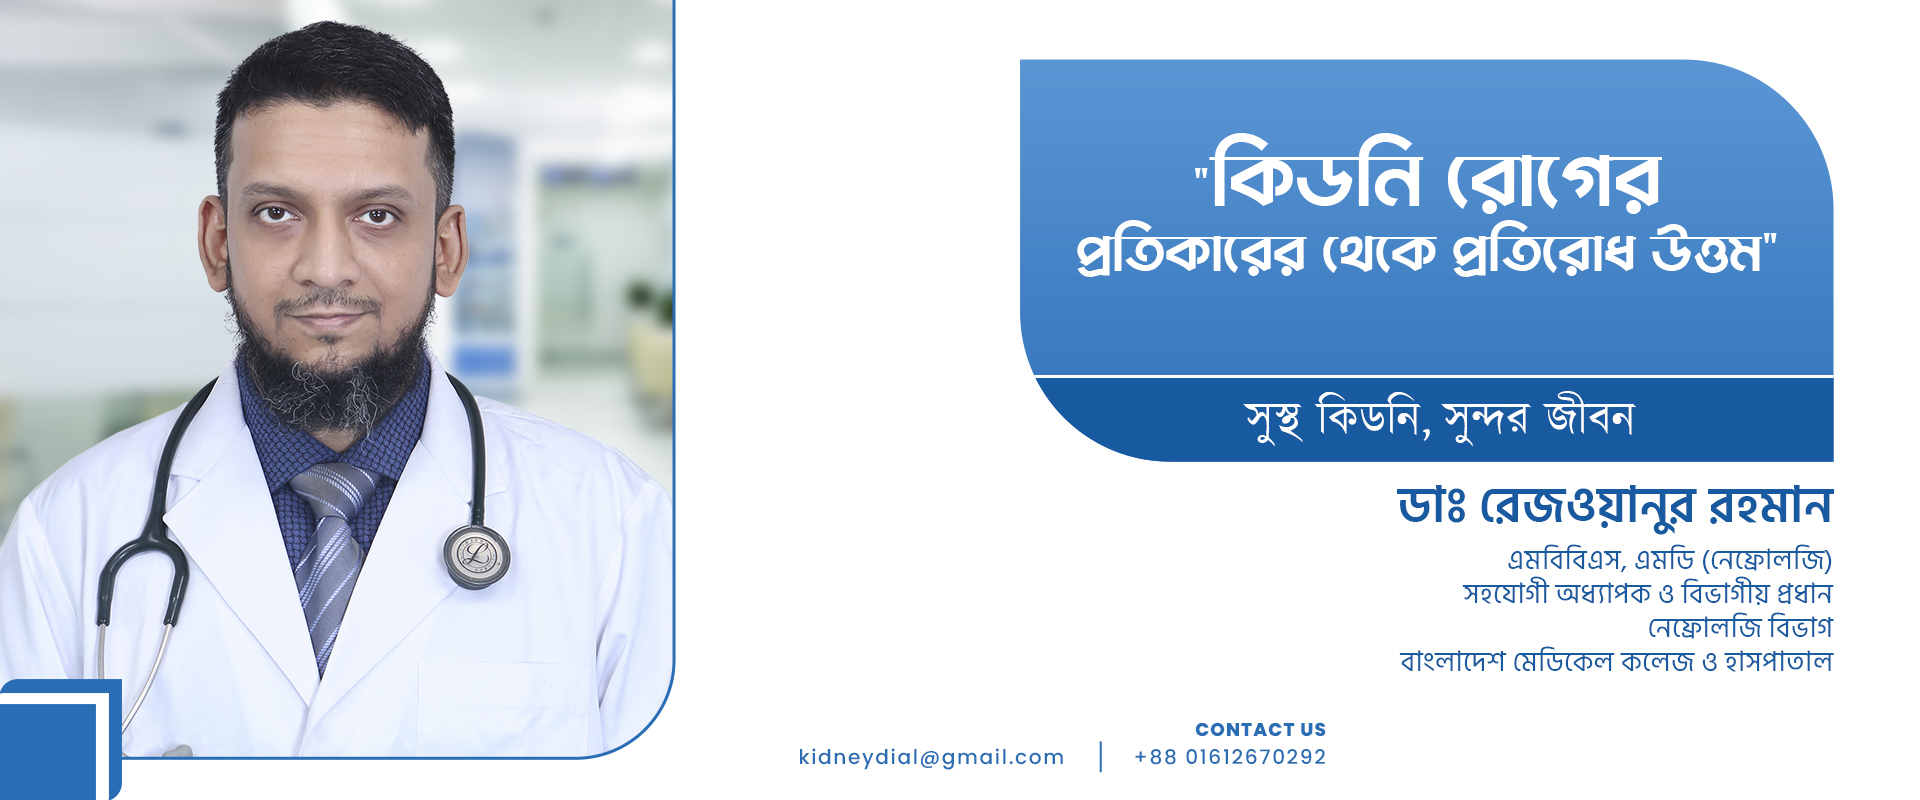 "কিডনি রোগের
প্রতিকারের থেকে প্রতিরোধ উত্তম"
সুস্থ কিডনি, সুন্দর জীবন
ডাঃ রেজওয়ানুর রহমান
এমবিবিএস, এমডি (নেফ্রোলজি)
সহযোগী অধ্যাপক ও বিভাগীয় প্রধান
নেফ্রোলজি বিভাগ
বাংলাদেশ মেডিকেল কলেজ ও হাসপাতাল
CONTACT US
kidneydial@gmail.com | +88 01612670292